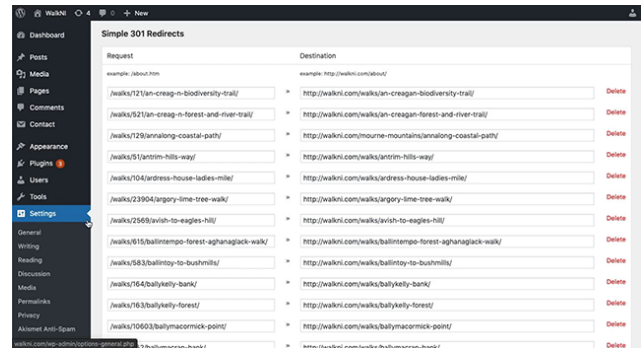 WalkNI 4 0 + New
Dashboard
Posts
Media
Pages
Comments
Contact
Appearance
Plugins 3
Users
Tools
Settings
General
Writing
Reading
Discussion
Media
Permalinks
Privacy
Akismet Anti-Spam
walkni.com/wp-admin/options-general.php
Simple 301 Redirects
Request Destination
example: /about.htm example: http://walkni.com/about/
/walks/121/an-creag-n-biodiversity-trail/ » http://walkni.com/walks/an-creagan-biodiversity-trail/ Delete
/walks/521/an-creag-n-forest-and-river-trail/ » http://walkni.com/walks/an-creagan-forest-and-river-trail/ Delete
/walks/129/annalong-coastal-path/ » http://walkni.com/mourne-mountains/annalong-coastal-path/ Delete
/walks/51/antrim-hills-way/ » http://walkni.com/walks/antrim-hills-way/ Delete
/walks/104/ardress-house-ladies-mile/ » http://walkni.com/walks/ardress-house-ladies-mile/ Delete
/walks/23904/argory-lime-tree-walk/ » http://walkni.com/walks/argory-lime-tree-walk/ Delete
/walks/2569/avish-to-eagles-hill/ » http://walkni.com/walks/avish-to-eagles-hill/ Delete
/walks/615/ballintempo-forest-aghanaglack-walk/ » http://walkni.com/walks/ballintempo-forest-aghanaglack-walk/ Delete
/walks/583/ballintoy-to-bushmills/ » http://walkni.com/walks/ballintoy-to-bushmills/ Delete
/walks/164/ballykelly-bank/ » http://walkni.com/walks/ballykelly-bank/ Delete
/walks/163/ballykelly-forest/ » http://walkni.com/walks/ballykelly-forest/ Delete
/walks/10603/ballymacormick-point/ » http://walkni.com/walks/ballymacormick-point/ Delete
» http://walkni.com/walks/ballymacran-bank/ Delete